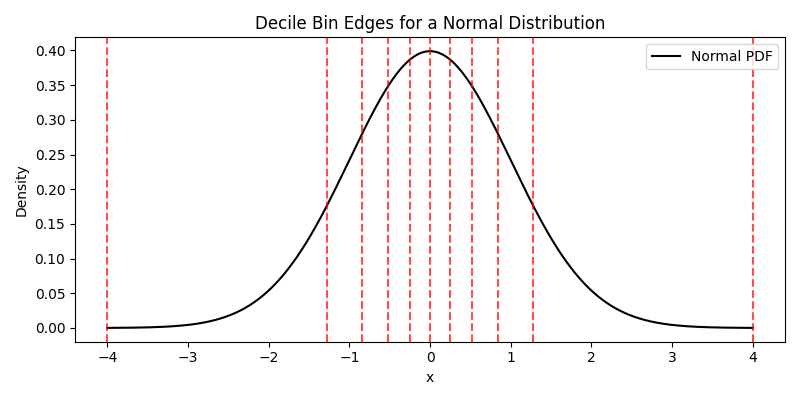 Decile Bin Edges for a Normal Distribution
Normal PDF
Density
0.40
0.35
0.30
0.25
0.20
0.15
0.10
0.05
0.00
−4 −3 −2 −1 0 1 2 3 4
x